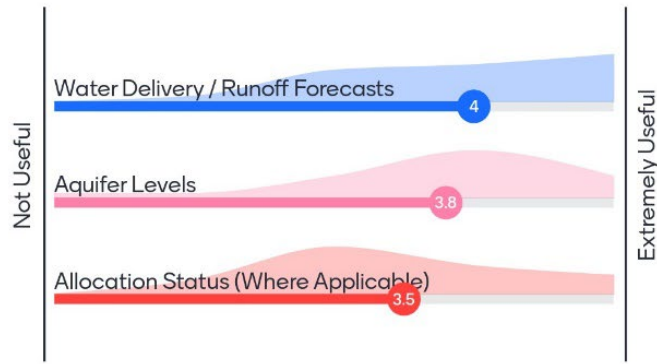 Not Useful
Water Delivery / Runoff Forecasts
4
Aquifer Levels
3.8
Allocation Status (Where Applicable)
3.5
Extremely Useful